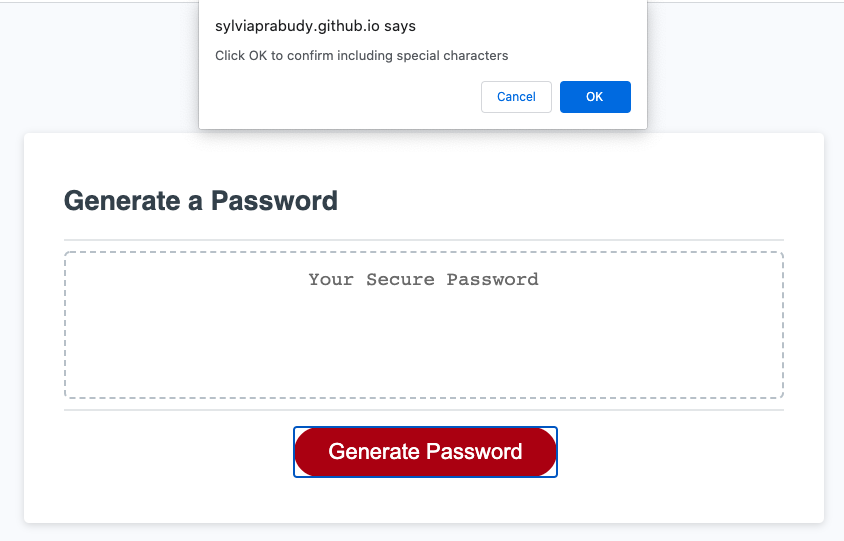 sylviaprabudy.github.io says
Click OK to confirm including special characters
Cancel
OK
Generate a Password
Your Secure Password
Generate Password